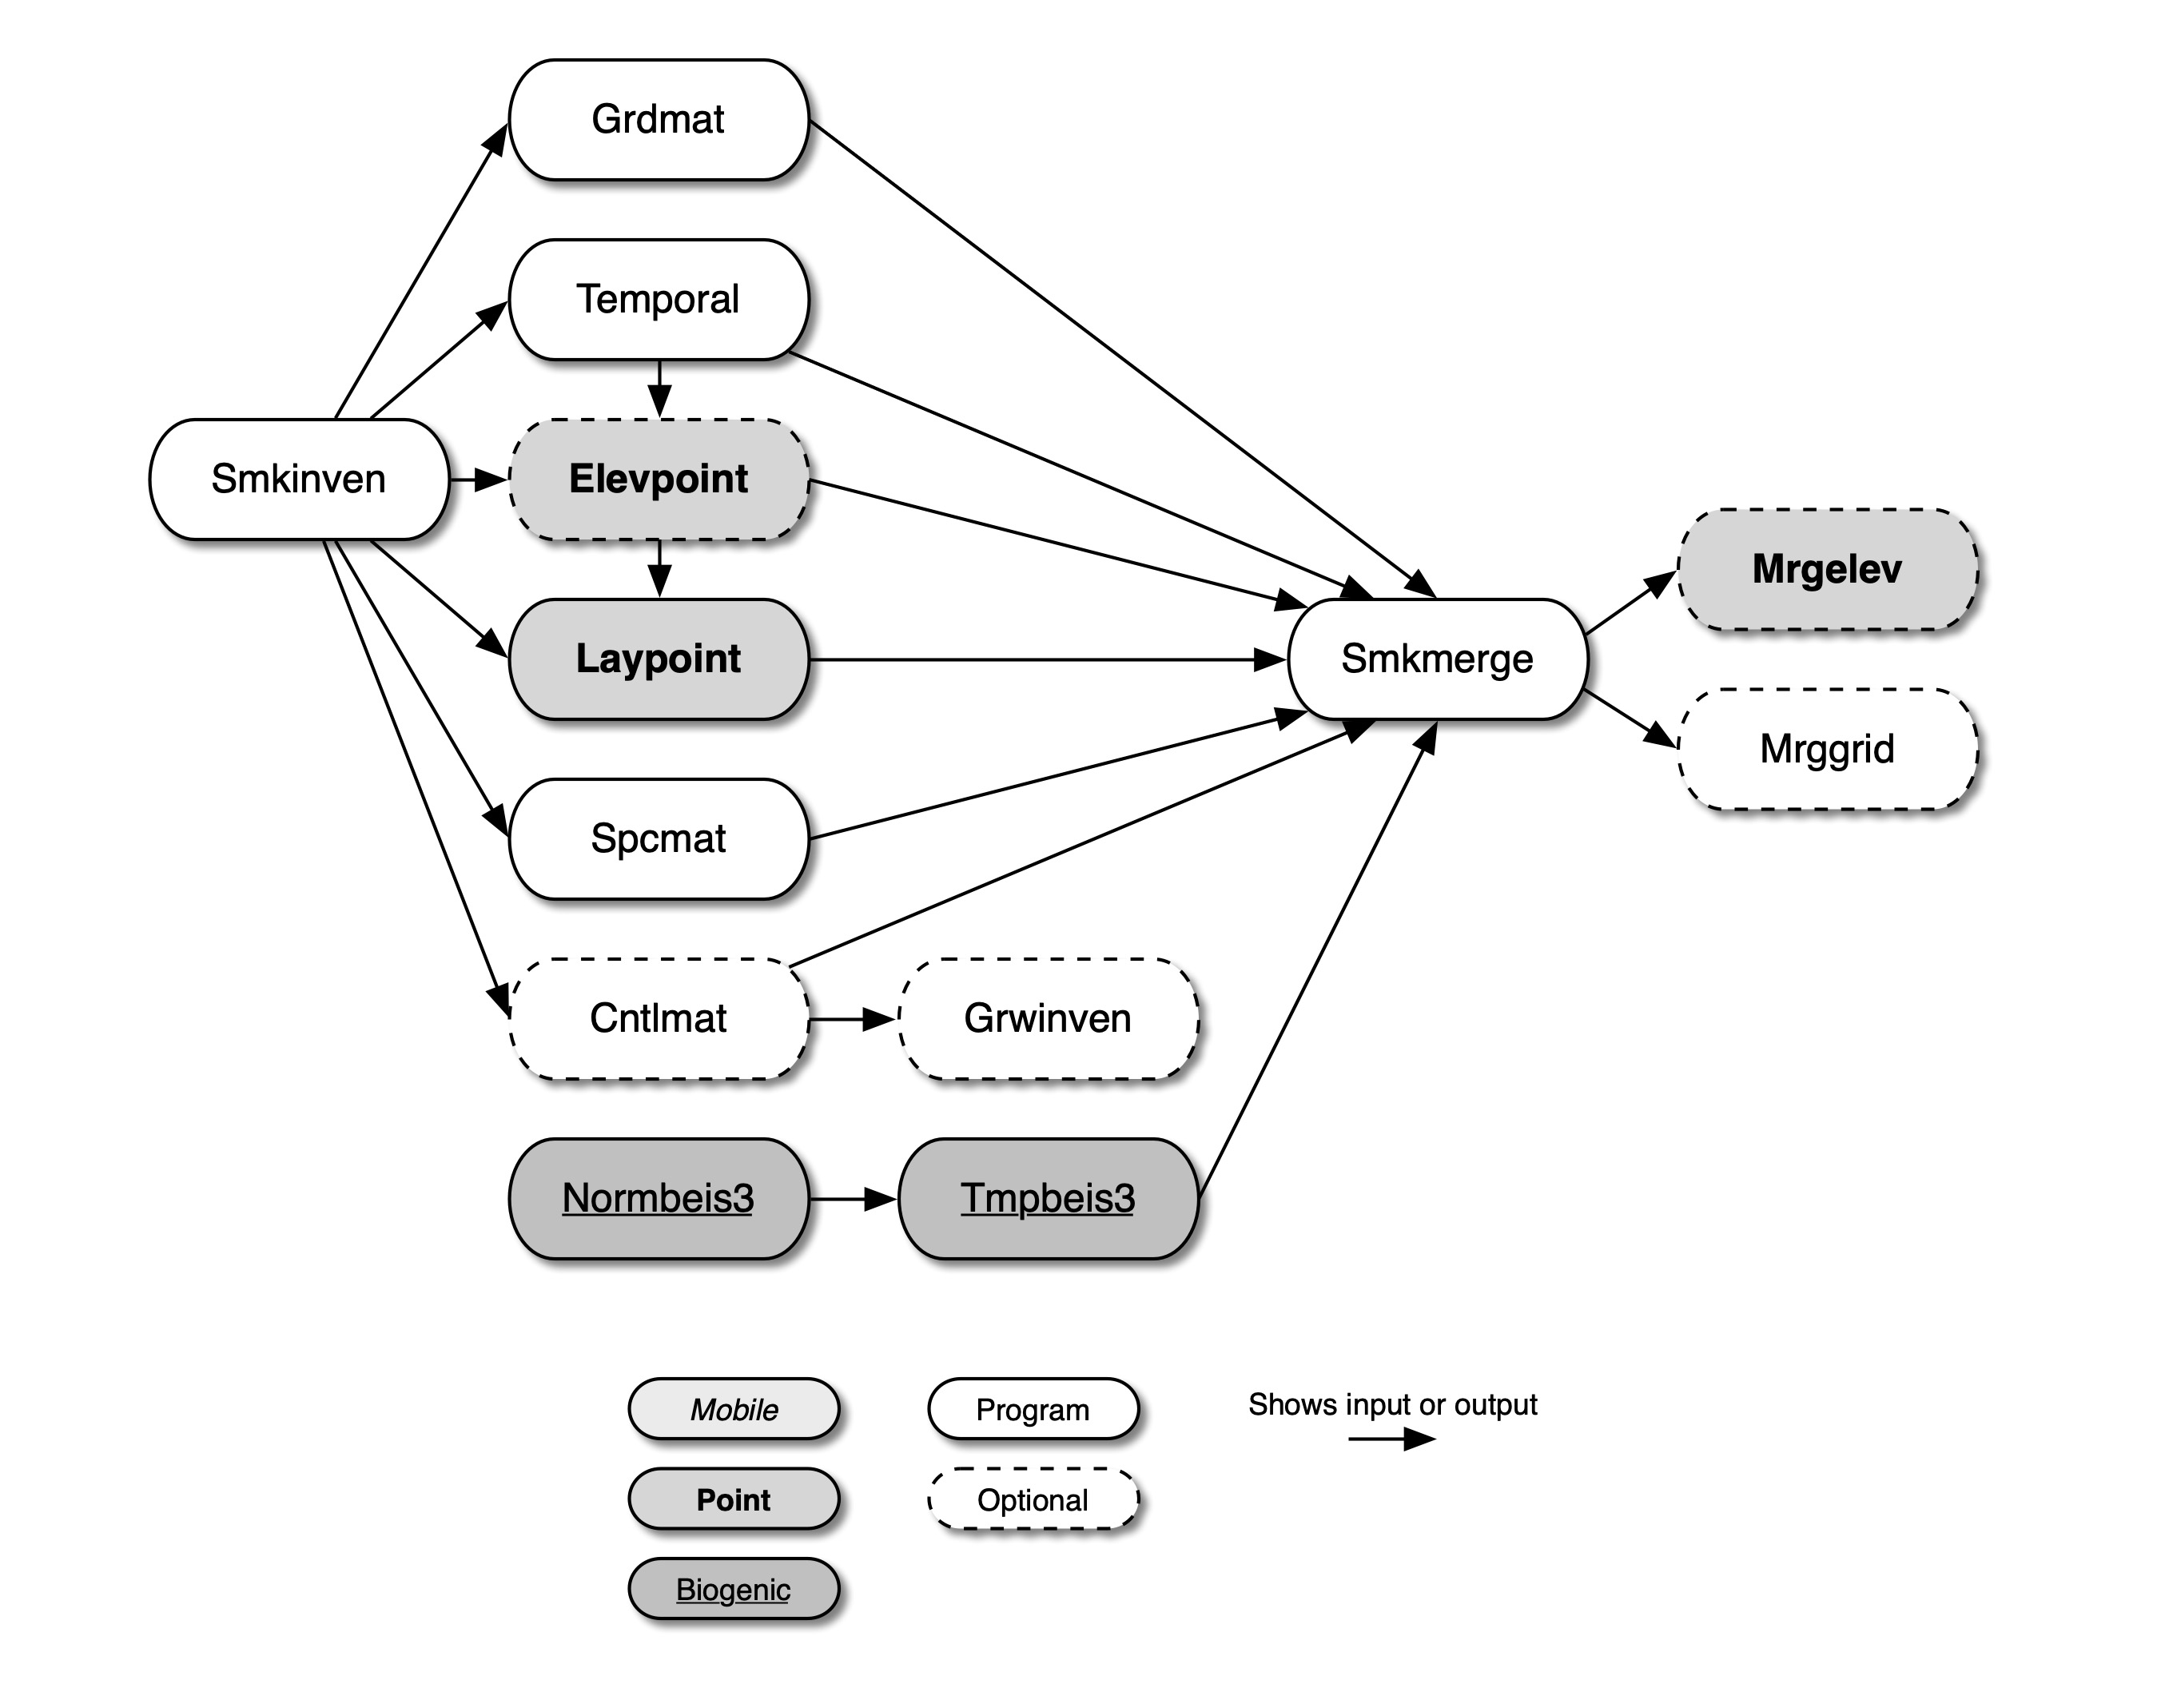 Grdmat
Temporal
Smkinven
Elevpoint
Laypoint
Smkmerge
Mrgelev
Mrggrid
Spcmat
Cntlmat
Grwinven
Normbeis3
Tmpbeis3
Mobile
Program
Shows input or output
Point
Optional
Biogenic